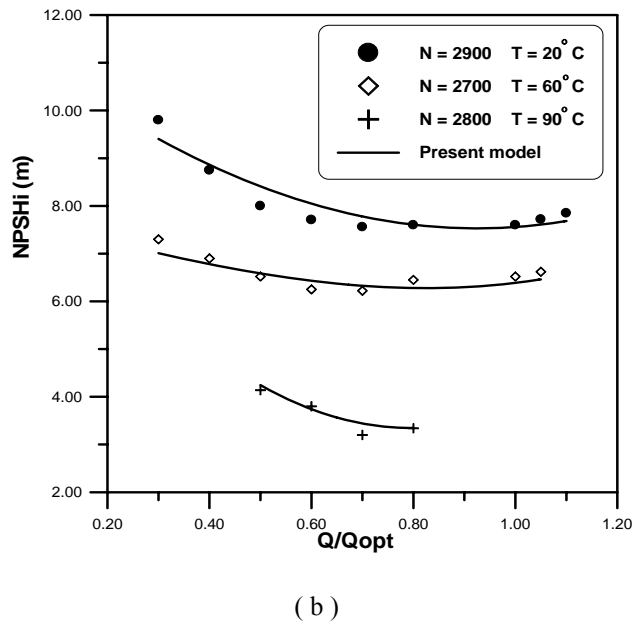 12.00
10.00
8.00
6.00
4.00
2.00
NPSHi (m)
N = 2900 T = 20° C
N = 2700 T = 60° C
N = 2800 T = 90° C
Present model
0.20 0.40 0.60 0.80 1.00 1.20
Q/Qopt
( b )